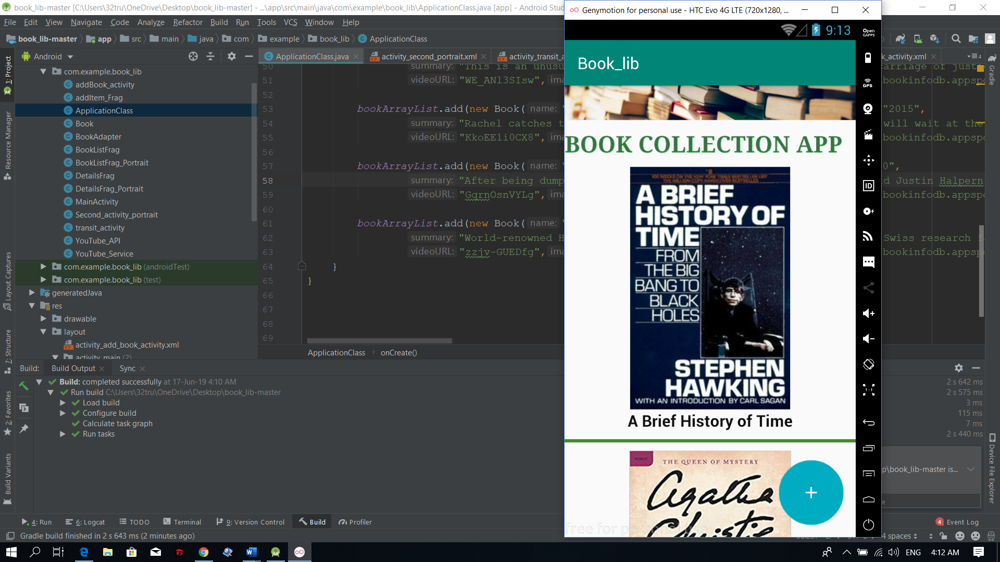 book_lib-master [C:\Users\32tru\OneDrive\Desktop\book_lib-master] - ...\app\src\main\java\com\example\book_lib\ApplicationClass.java [app] - Android Stud
File Edit View Navigate Code Analyze Refactor Build Run Tools VCS Window Help
book_lib-master app src main java com example book_lib ApplicationClass
Android
ApplicationClass.java activity_second_portrait.xml activity_transit_a k_activity.xml 4
1: Project
Resource Manager
Layout Captures
7: Structure
2: Favorites
Build Variants
com.example.book_lib
addBook_activity
addItem_Frag
ApplicationClass
Book
BookAdapter
BookListFrag
BookListFrag_Portrait
DetailsFrag
DetailsFrag_Portrait
MainActivity
Second_activity_portrait
transit_activity
YouTube_API
YouTube_Service
com.example.book_lib (androidTest)
com.example.book_lib (test)
generatedJava
res
drawable
layout
activity_add_book_activity.xml
activity_main (2)
50 summary: "This is an unusu carriage of just
51 videoURL: "WE_ANl3SIsw", ima bookinfodb.appspo
52
53 bookArrayList.add(new Book( name: " "2015",
54 summary: "Rachel catches t will wait at the
55 videoURL: "KkoEE1i0CX8", ima bookinfodb.appspo
56
57 bookArrayList.add(new Book( name: " 0",
58 summary: "After being dump d Justin Halpern
59 videoURL: "GqrnOsnVYLg", ima bookinfodb.appspo
60
61 bookArrayList.add(new Book( name: "
62 summary: "World-renowned H Swiss research f
63 videoURL: "zzjv-GUEDfg", ima bookinfodb.appspo
64 }
65 }
66
67
68
69
ApplicationClass onCreate()
Gradle
Device File Explorer
Genymotion for personal use - HTC Evo 4G LTE (720x1280, ...
9:13
Book_lib
BOOK COLLECTION APP
A BRIEF
HISTORY OF
TIME
FROM
THE BIG
BANG TO
BLACK
HOLES
STEPHEN
HAWKING
WITH AN INTRODUCTION BY CARL SAGAN
A Brief History of Time
POIROT
THE QUEEN OF MYSTERY
Agatha
Christie
+
free for personal use
Open
GAPPS
GPS
ID
1:1
Build: Build Output Sync
Build: completed successfully at 17-Jun-19 4:10 AM 2 s 642 ms
Run build C:\Users\32tru\OneDrive\Desktop\book_lib-master 2 s 575 ms
Load build 3 ms
Configure build 115 ms
Calculate task graph 7 ms
Run tasks 2 s 440 ms
p\book_lib-master is...
4: Run 6: Logcat TODO Terminal 9: Version Control Build Profiler 4 Event Log
Gradle build finished in 2 s 643 ms (2 minutes ago) 4 spaces
ENG 4:12 AM